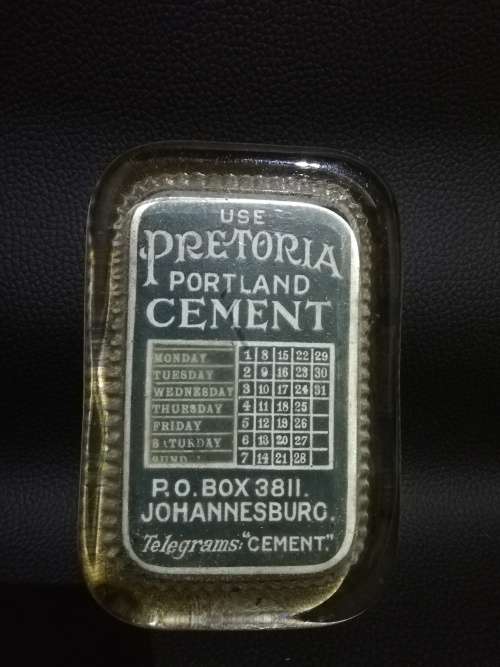 USE
PRETORIA
PORTLAND
CEMENT
MONDAY 1 8 15 22 29
TUESDAY 2 9 16 23 30
WEDNESDAY 3 10 17 24 31
THURSDAY 4 11 18 25
FRIDAY 5 12 19 26
SATURDAY 6 13 20 27
7 14 21 28
P.O. BOX 3811.
JOHANNESBURG.
Telegrams: "CEMENT."